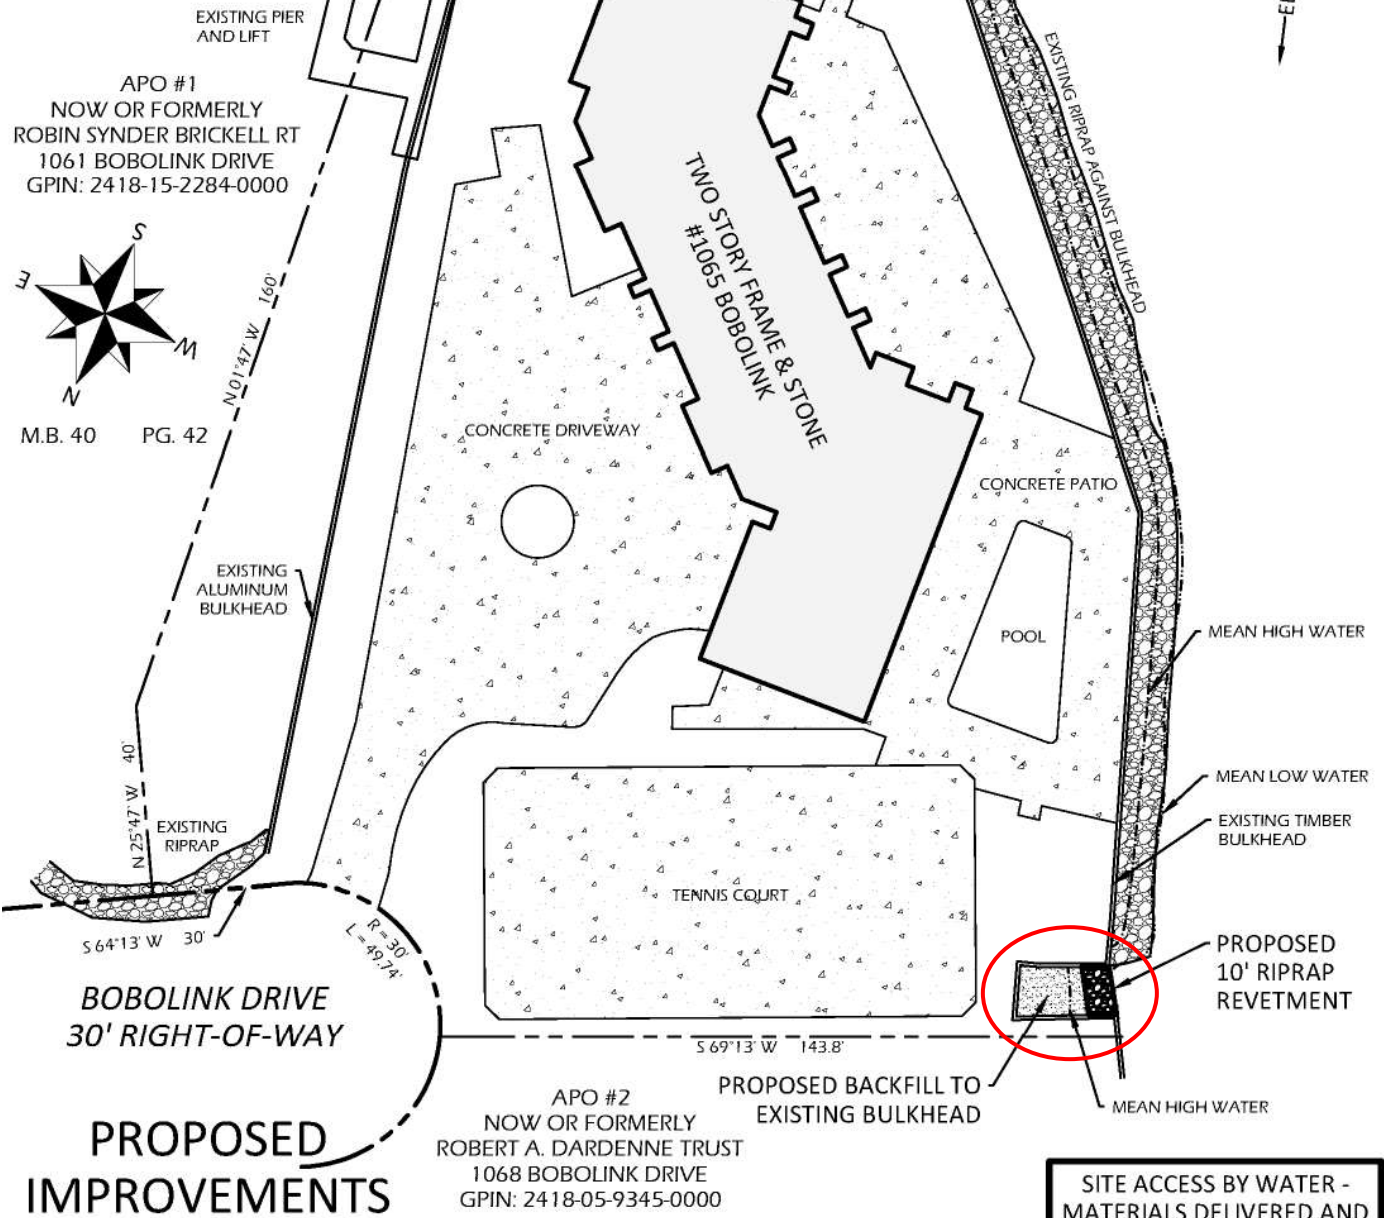 EXISTING PIER
AND LIFT
APO #1
NOW OR FORMERLY
ROBIN SYNDER BRICKELL RT
1061 BOBOLINK DRIVE
GPIN: 2418-15-2284-0000
S
E
W
N
M.B. 40 PG. 42
N 01°47' W 160'
EXISTING RIPRAP AGAINST BULKHEAD
TWO STORY FRAME & STONE
#1065 BOBOLINK
CONCRETE DRIVEWAY
CONCRETE PATIO
POOL
EXISTING
ALUMINUM
BULKHEAD
MEAN HIGH WATER
MEAN LOW WATER
EXISTING TIMBER
BULKHEAD
N 25°47' W 40'
EXISTING
RIPRAP
TENNIS COURT
S 64°13' W 30'
R = 30'
L = 49.74'
PROPOSED
10' RIPRAP
REVETMENT
BOBOLINK DRIVE
30' RIGHT-OF-WAY
S 69°13' W 143.8'
PROPOSED BACKFILL TO
EXISTING BULKHEAD
MEAN HIGH WATER
APO #2
NOW OR FORMERLY
ROBERT A. DARDENNE TRUST
1068 BOBOLINK DRIVE
GPIN: 2418-05-9345-0000
PROPOSED
IMPROVEMENTS
SITE ACCESS BY WATER -
MATERIALS DELIVERED AND